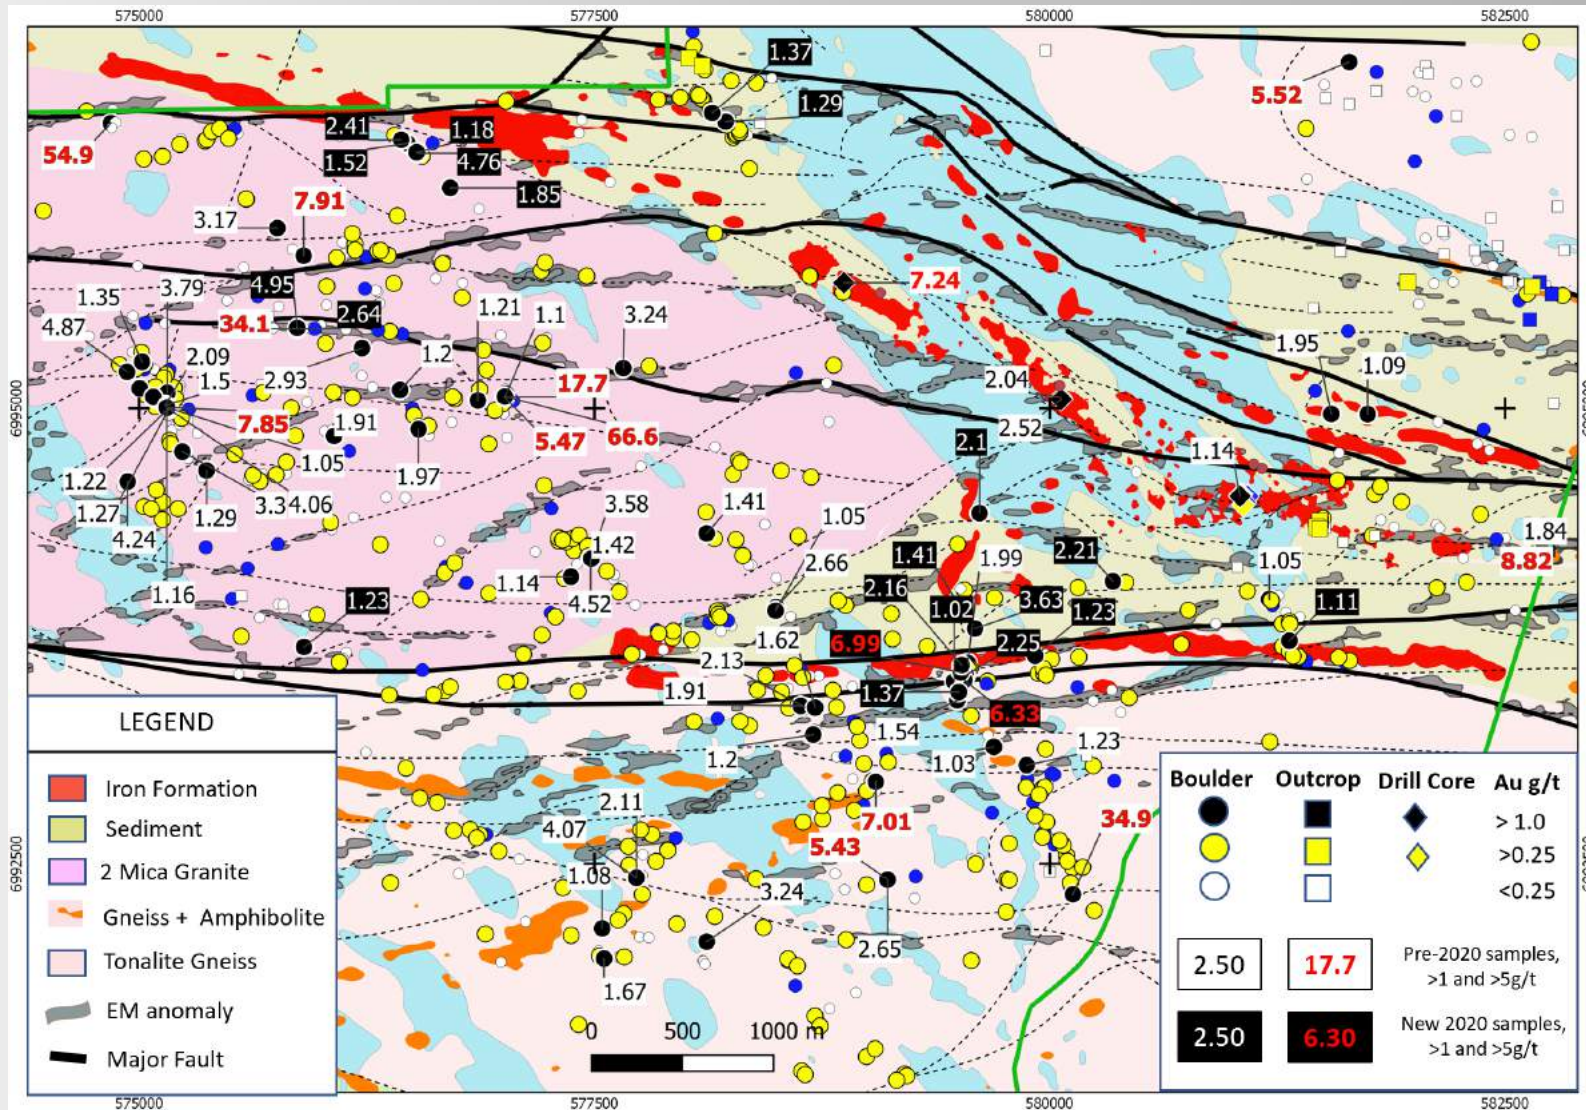 575000 577500 580000 582500
1.37
5.52
1.29
2.41 1.18
54.9 1.52 4.76
1.85
7.91
3.17
7.24
4.95
1.35 3.79
34.1 2.64 1.21 1.1 3.24
4.87
1.95
2.09 1.2 1.09
1.5 2.93 17.7 2.04
6995000
6995000
7.85 1.91 5.47 66.6 2.52
2.1 1.14
1.05
1.22 1.97
3.3 4.06
1.27 1.29 3.58 1.41
1.05
1.84
4.24 1.42
1.41 1.99 2.21
2.66 8.82
1.14 1.05
1.16 2.16
1.23 4.52 1.02 3.63 1.23 1.11
1.62 6.99 2.25
2.13
1.91 1.37
6.33
1.54
1.2 1.03 1.23
2.11
4.07 7.01 34.9
5.43
6992500
6992500
1.08
3.24
2.65
1.67
0 500 1000 m
LEGEND
Iron Formation
Sediment
2 Mica Granite
Gneiss + Amphibolite
Tonalite Gneiss
EM anomaly
Major Fault
Boulder Outcrop Drill Core Au g/t
> 1.0
>0.25
<0.25
2.50 17.7 Pre-2020 samples,
>1 and >5g/t
2.50 6.30 New 2020 samples,
>1 and >5g/t
575000 577500 580000 582500